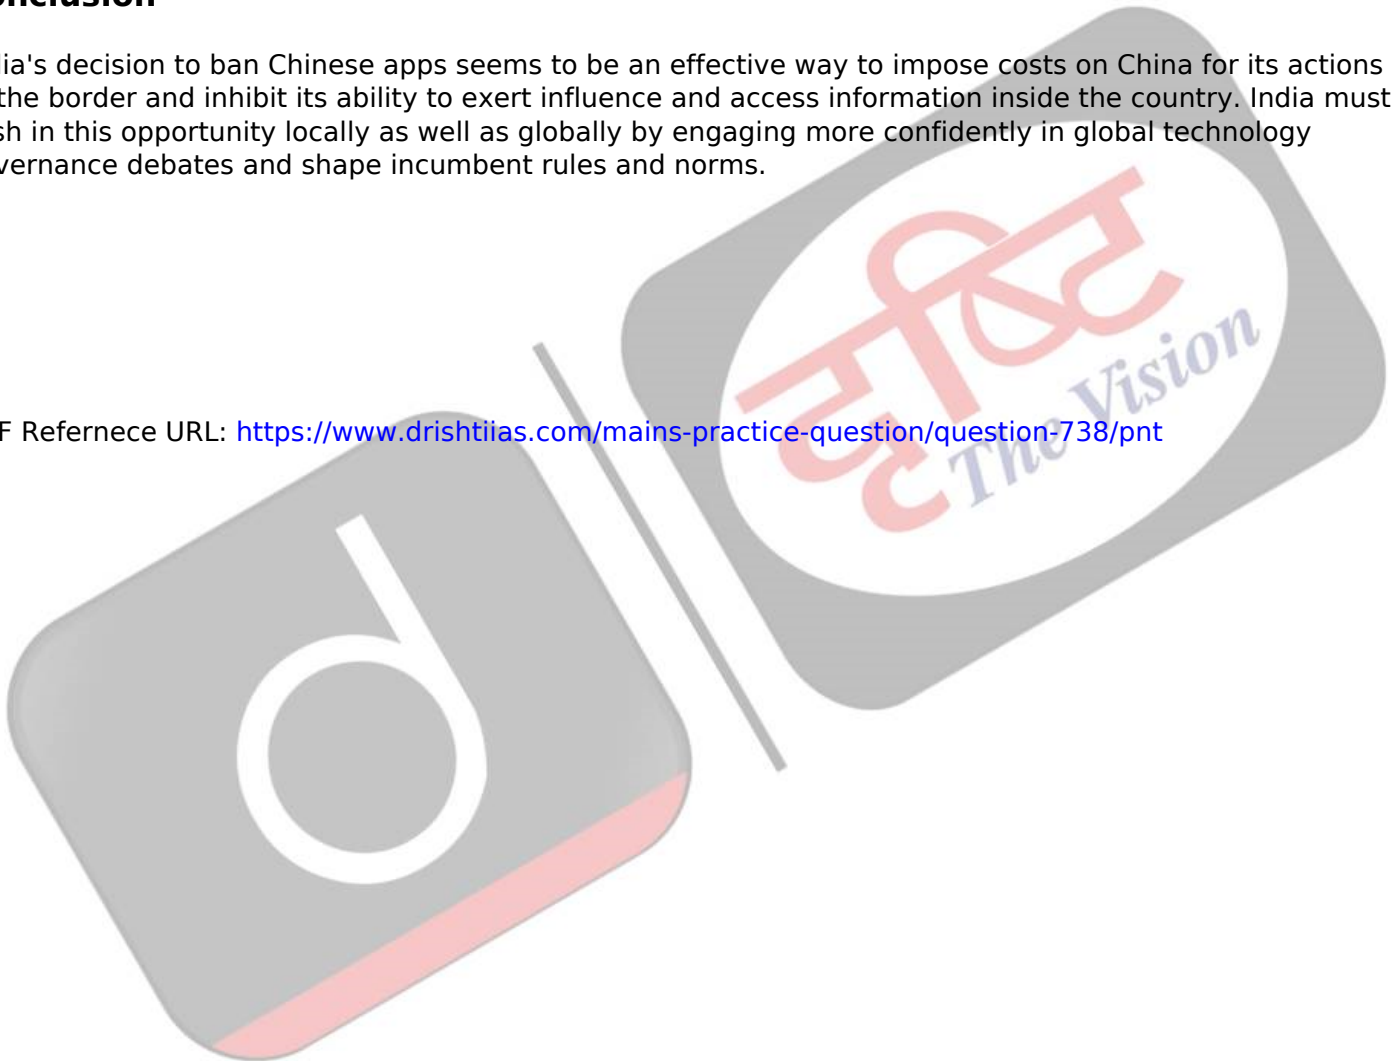 onclusion
lia's decision to ban Chinese apps seems to be an effective way to impose costs on China for its actions
the border and inhibit its ability to exert influence and access information inside the country. India must
sh in this opportunity locally as well as globally by engaging more confidently in global technology
vernance debates and shape incumbent rules and norms.
F Refernece URL: https://www.drishtiias.com/mains-practice-question/question-738/pnt
दृष्टि
The Vision
d